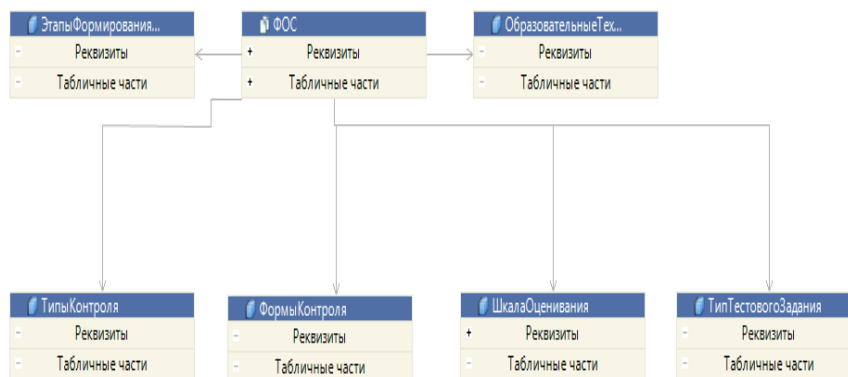 ЭтапыФормирования...
Реквизиты
Табличные части
ФОС
+ Реквизиты
+ Табличные части
ОбразовательныеТех...
Реквизиты
Табличные части
ТипыКонтроля
Реквизиты
Табличные части
ФормыКонтроля
Реквизиты
Табличные части
ШкалаОценивания
+ Реквизиты
Табличные части
ТипТестовогоЗадания
Реквизиты
Табличные части